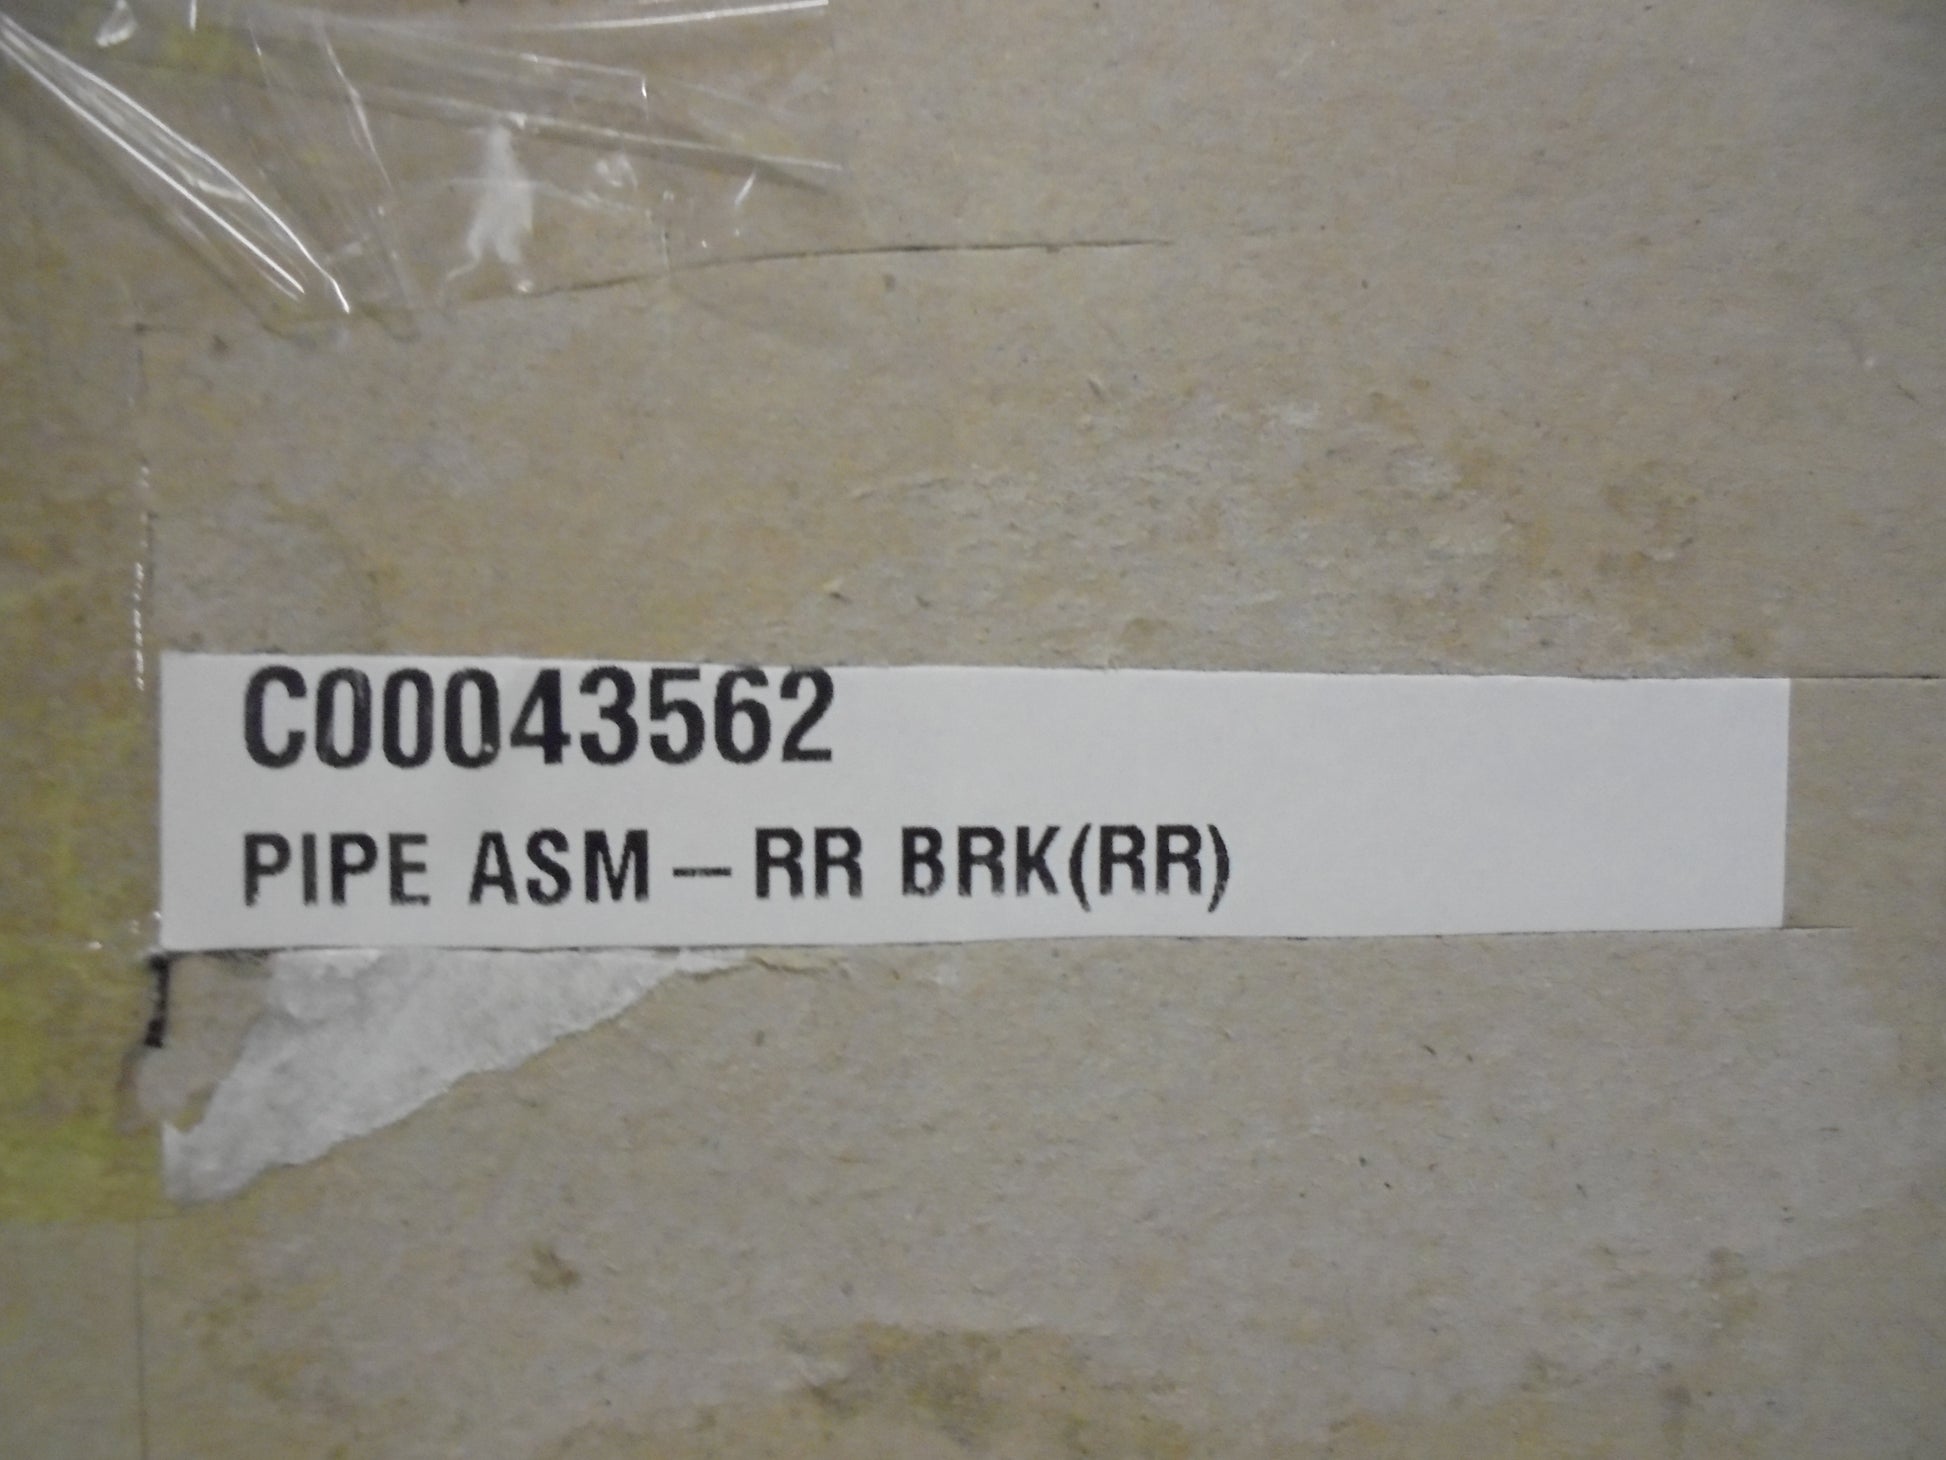 C00043562
PIPE ASM — RR BRK(RR)